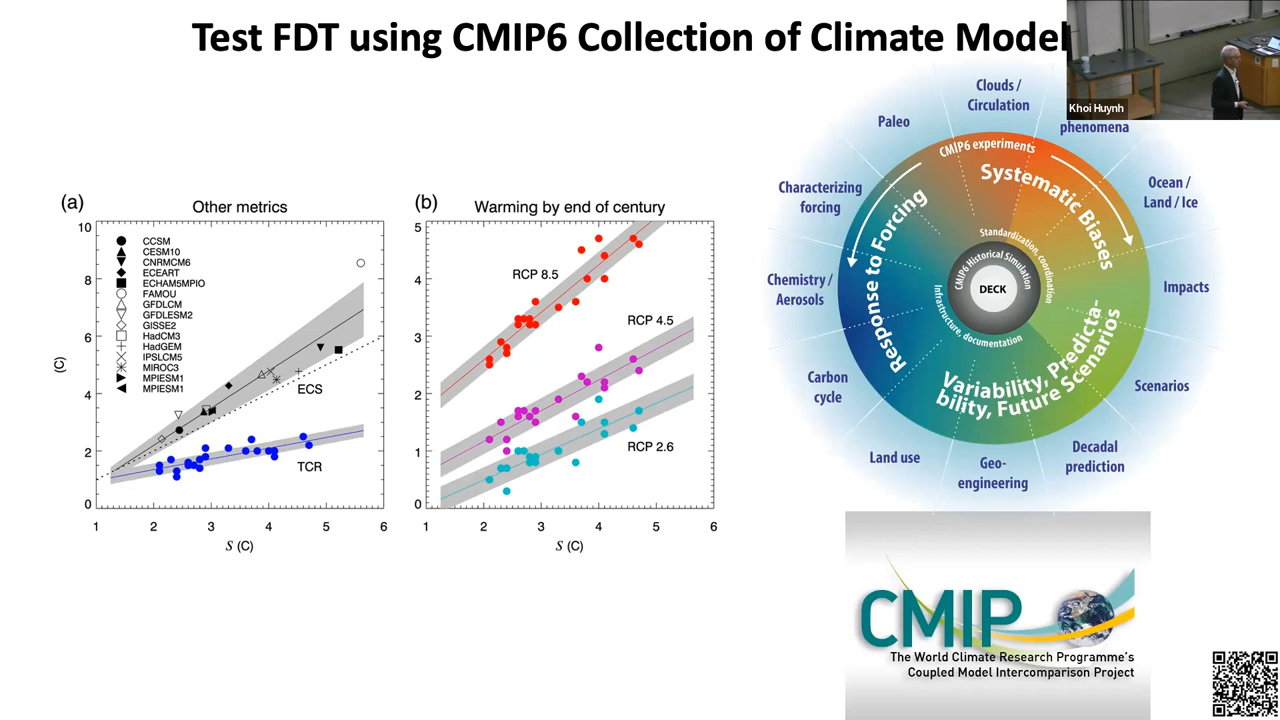 Test FDT using CMIP6 Collection of Climate Model
Khoi Huynh
(a)
Other metrics
10
8
6
4
2
0
(C)
CCSM
CESM10
CNRMCM6
ECEART
ECHAM5MPIO
FAMOU
GFDLCM
GFDLESM2
GISSE2
HadCM3
HadGEM
IPSLCM5
MIROC3
MPIESM1
MPIESM1
ECS
TCR
1 2 3 4 5 6
S (C)
(b)
Warming by end of century
5
4
3
2
1
0
RCP 8.5
RCP 4.5
RCP 2.6
1 2 3 4 5 6
S (C)
Clouds /
Circulation
phenomena
Ocean /
Land / Ice
Impacts
Scenarios
Decadal
prediction
Geo-
engineering
Land use
Carbon
cycle
Chemistry /
Aerosols
Characterizing
forcing
Paleo
CMIP6 experiments
Systematic Biases
Response to Forcing
Variability, Predicta-
bility, Future Scenarios
Standardization, coordination
Infrastructure, documentation
CMIP6 Historical Simulation
DECK
CMIP
The World Climate Research Programme's
Coupled Model Intercomparison Project